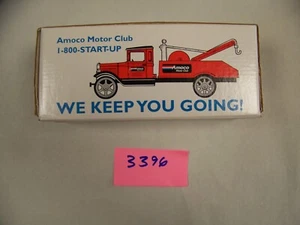 Amoco Motor Club
1-800-START-UP
Amoco
WE KEEP YOU GOING!
3396